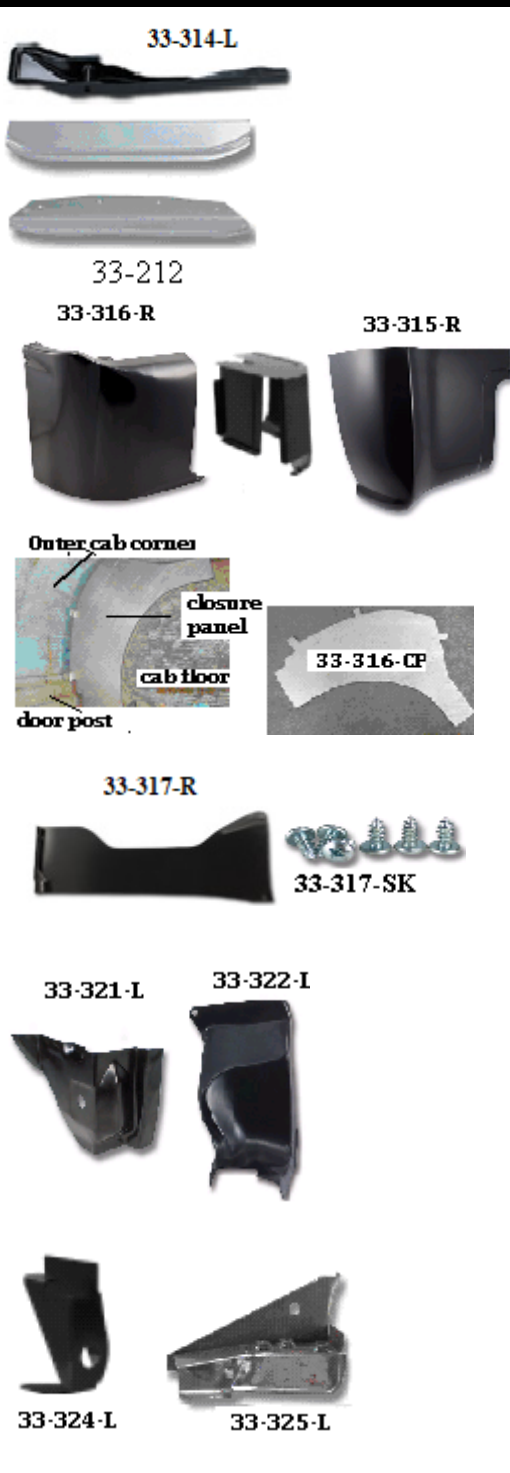 33-314-L
33-212
33-316-R
33-315-R
Outer cab corner
closure
panel
cab floor
door post
33-316-CP
33-317-R
33-317-SK
33-321-L
33-322-L
33-324-L
33-325-L